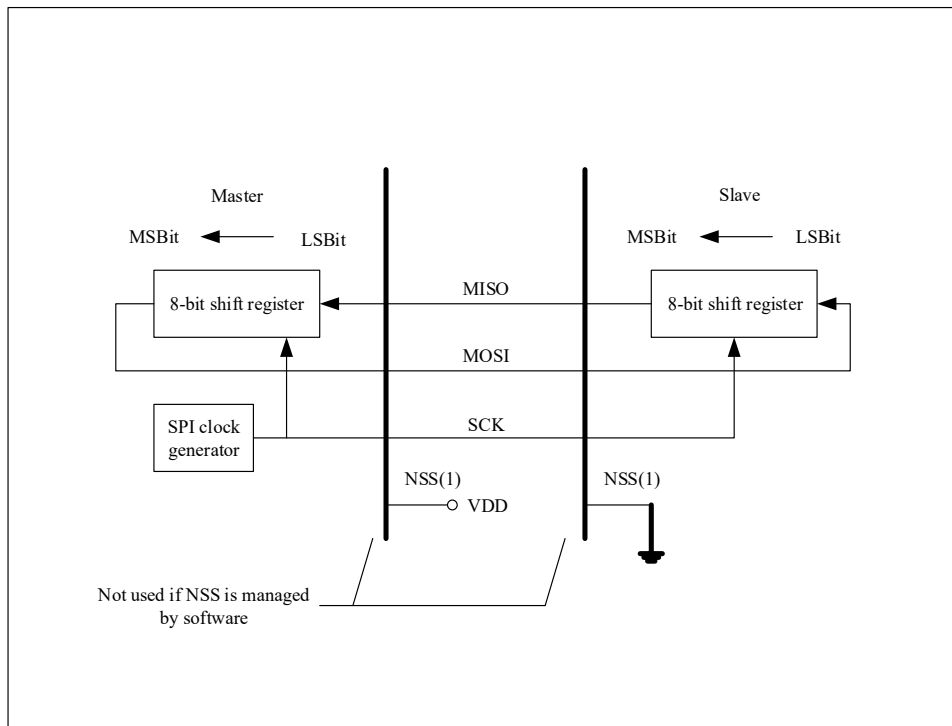 Master
Slave
MSBit
LSBit
MSBit
LSBit
8-bit shift register
MISO
8-bit shift register
MOSI
SPI clock
generator
SCK
NSS(1)
NSS(1)
VDD
Not used if NSS is managed
by software